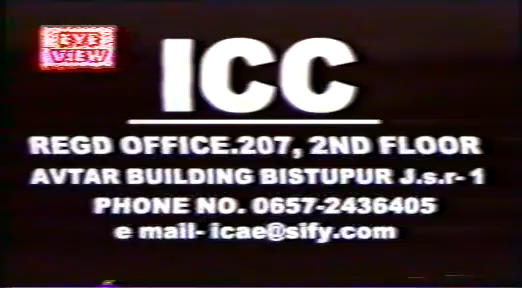 EYE
VIEW
ICC
REGD OFFICE.207, 2ND FLOOR
AVTAR BUILDING BISTUPUR J.s.r- 1
PHONE NO. 0657-2436405
e mail- icae@sify.com